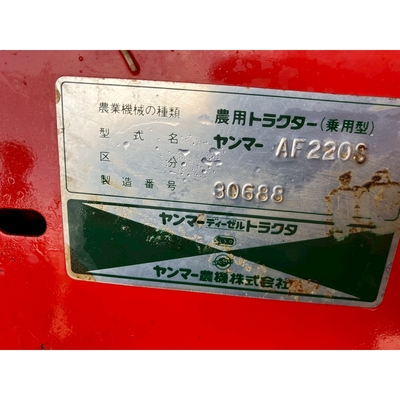 農業機械の種類 農用トラクター(乗用型)
型式名 ヤンマー AF220S
区分
製造番号 30688
ヤンマーディーゼルトラクタ
ヤンマー農機株式会社